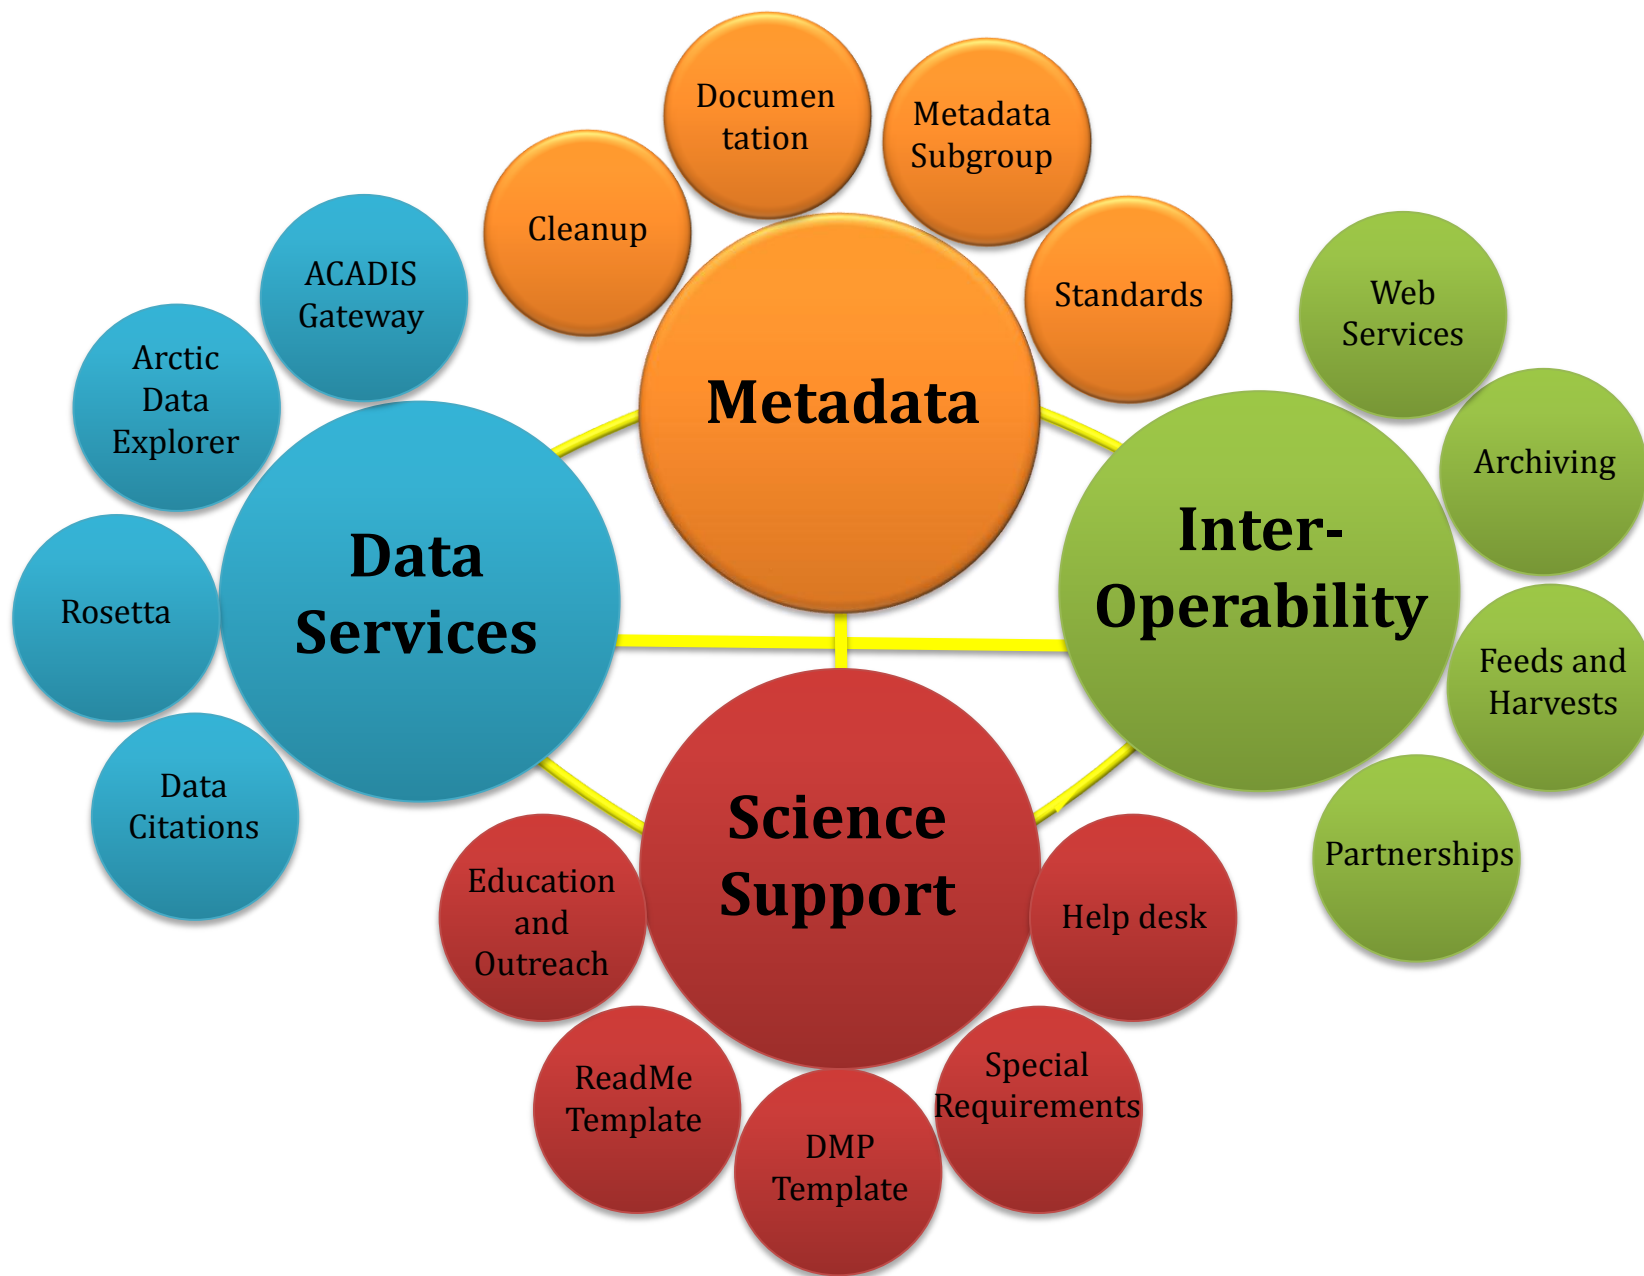 Documen
tation
Metadata
Subgroup
Cleanup
Standards
Metadata
ACADIS
Gateway
Arctic
Data
Explorer
Rosetta
Data
Citations
Data
Services
Web
Services
Archiving
Feeds and
Harvests
Partnerships
Inter-
Operability
Science
Support
Education
and
Outreach
ReadMe
Template
DMP
Template
Special
Requirements
Help desk